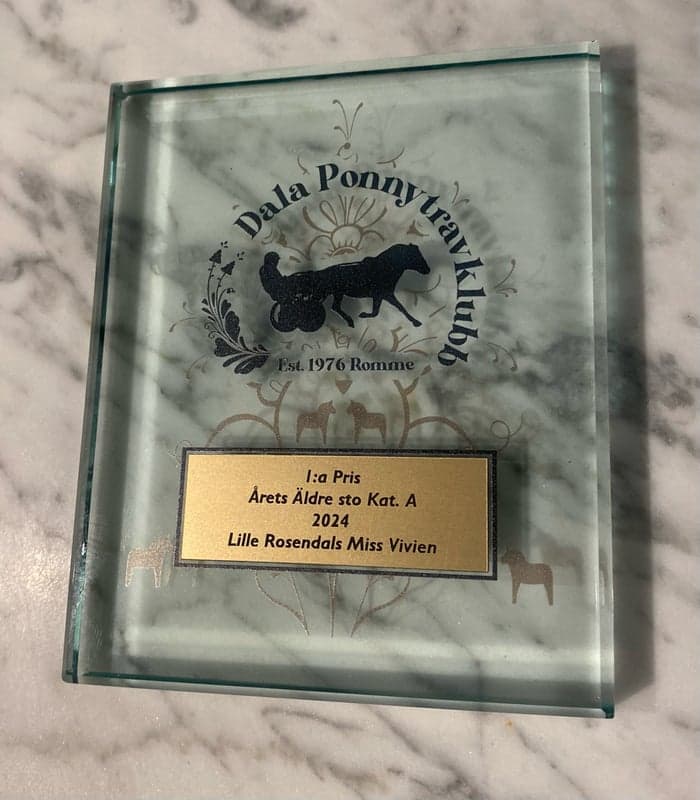 Dala Ponnytravklubb
Est. 1976 Romme
1:a Pris
Årets Äldre sto Kat. A
2024
Lille Rosendals Miss Vivien